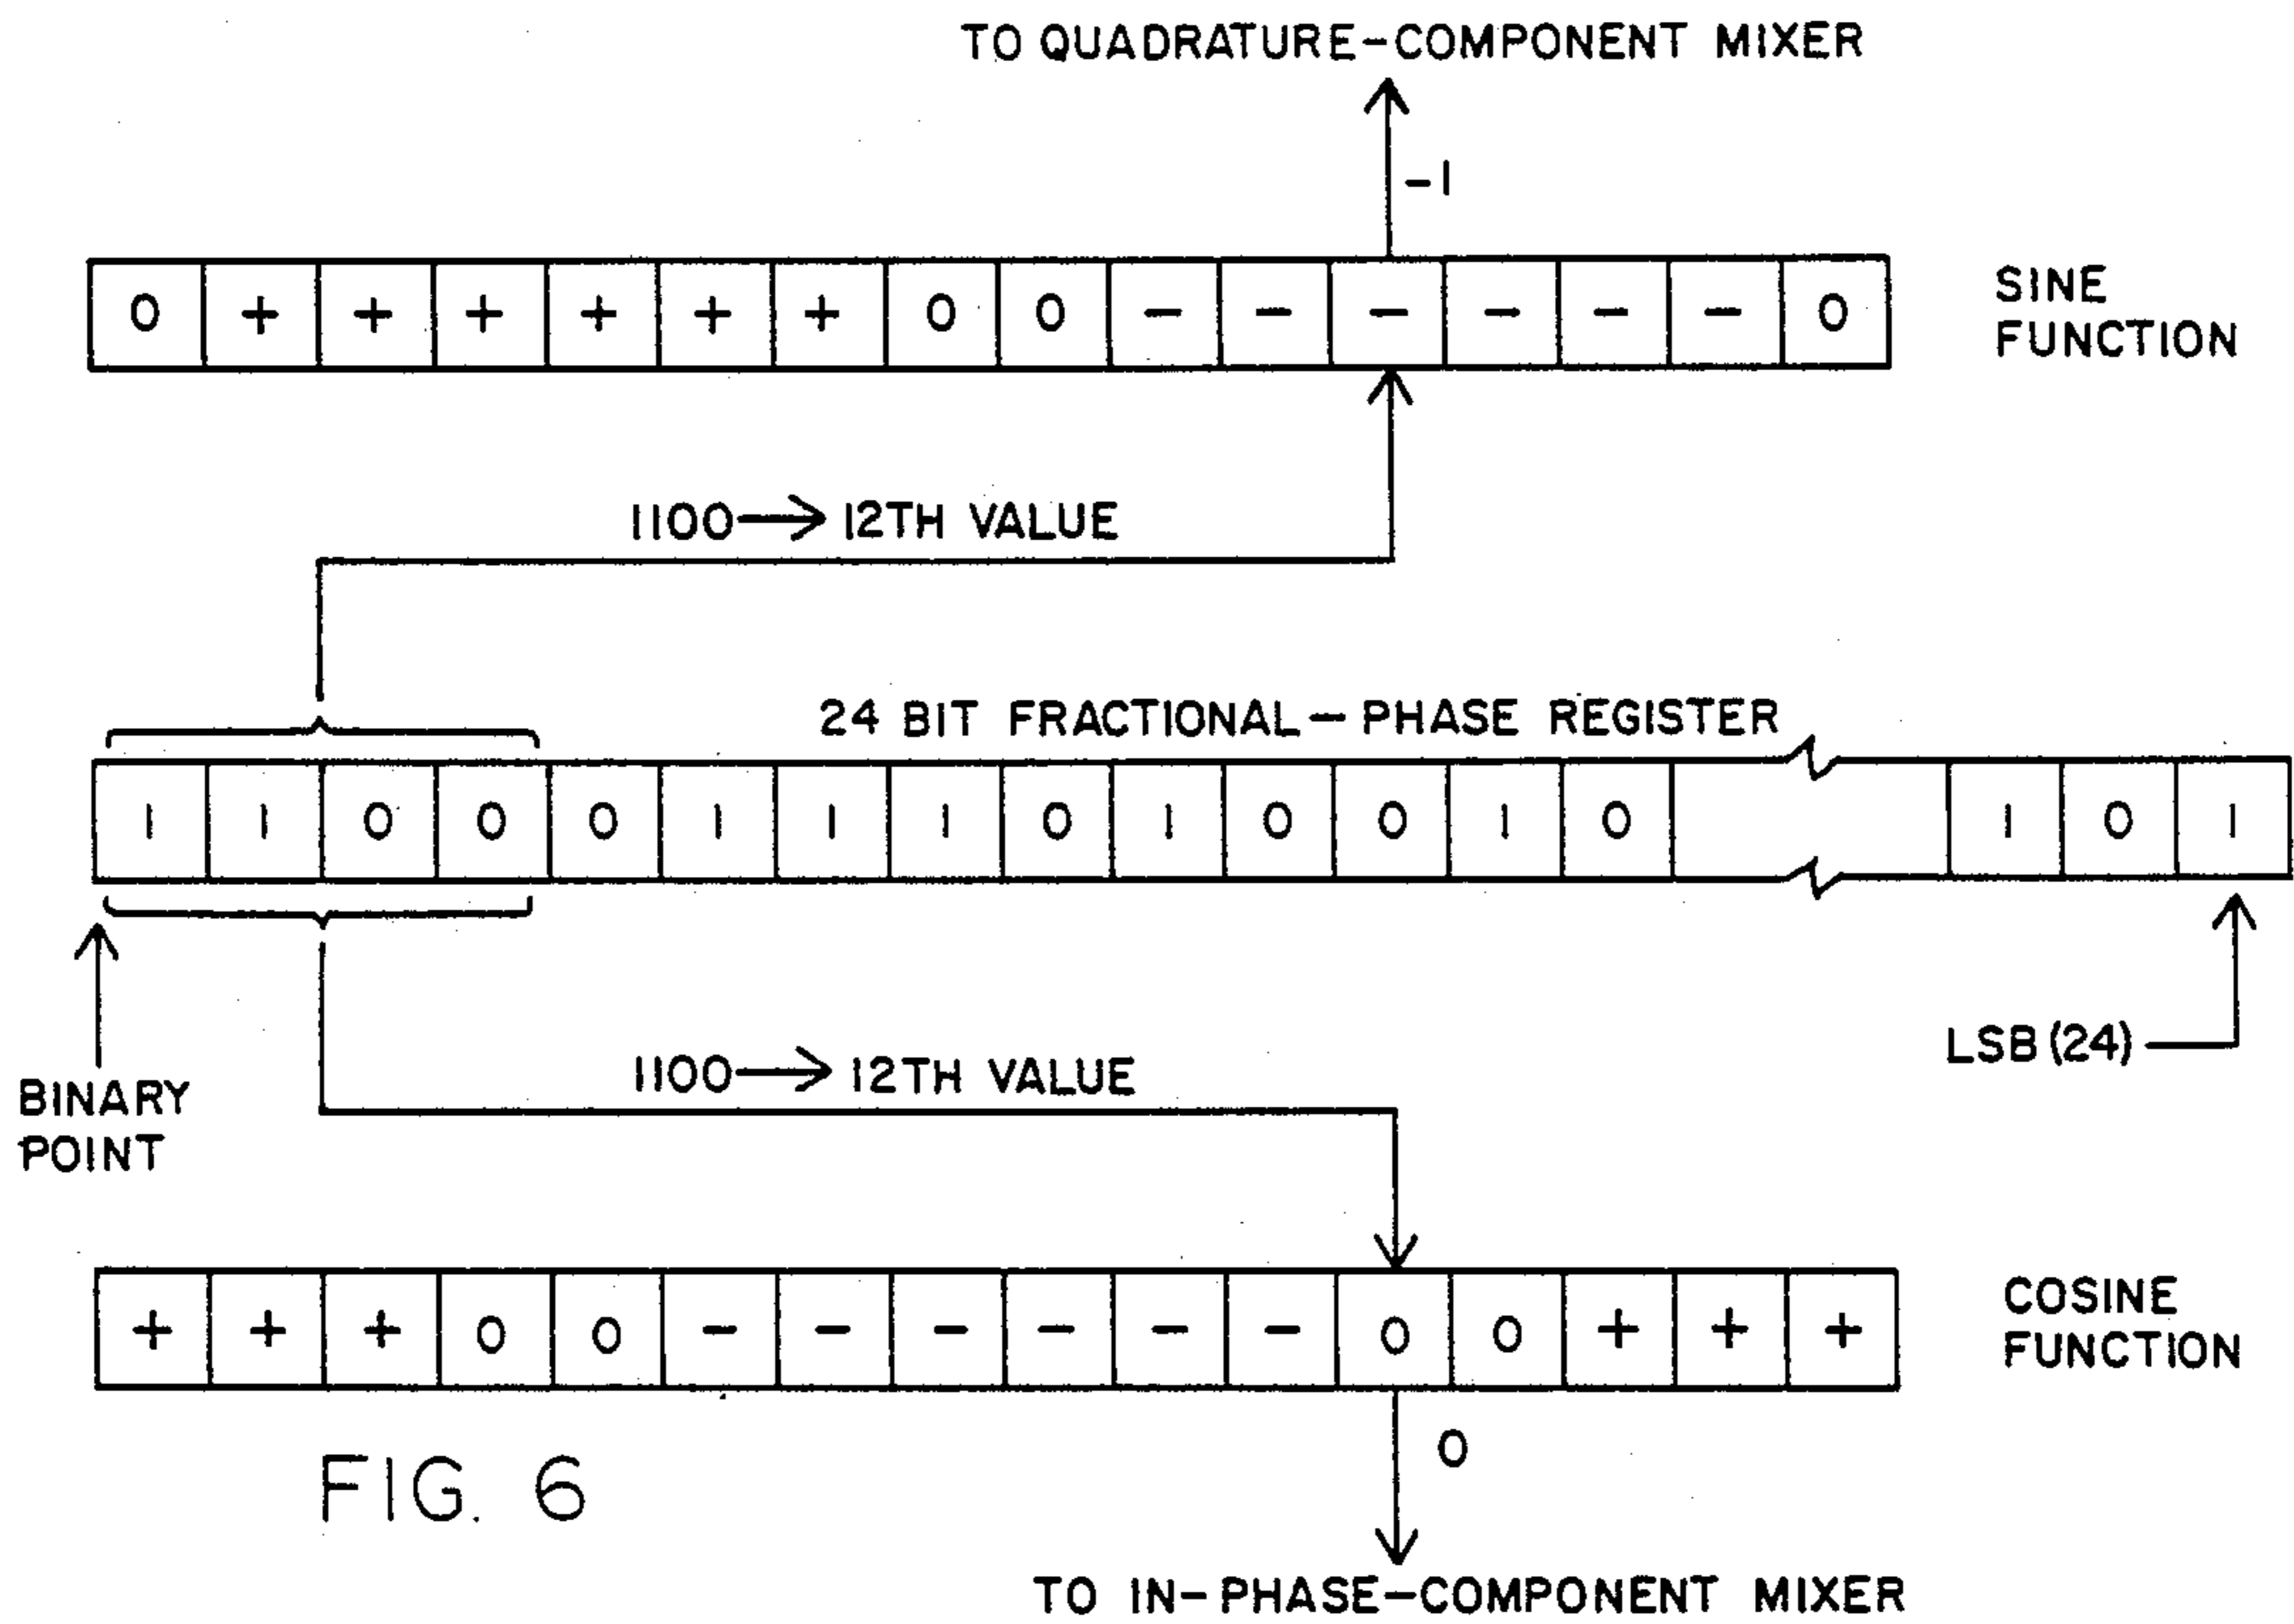 TO QUADRATURE-COMPONENT MIXER
-1
0 + + + + + + 0 0 - - - - - - 0
SINE
FUNCTION
1100→12TH VALUE
24 BIT FRACTIONAL-PHASE REGISTER
1 1 0 0 0 1 1 1 0 1 0 0 1 0 1 0 1
BINARY
POINT
LSB (24)
1100→12TH VALUE
+ + + 0 0 - - - - - - 0 0 + + +
COSINE
FUNCTION
0
FIG. 6
TO IN-PHASE-COMPONENT MIXER